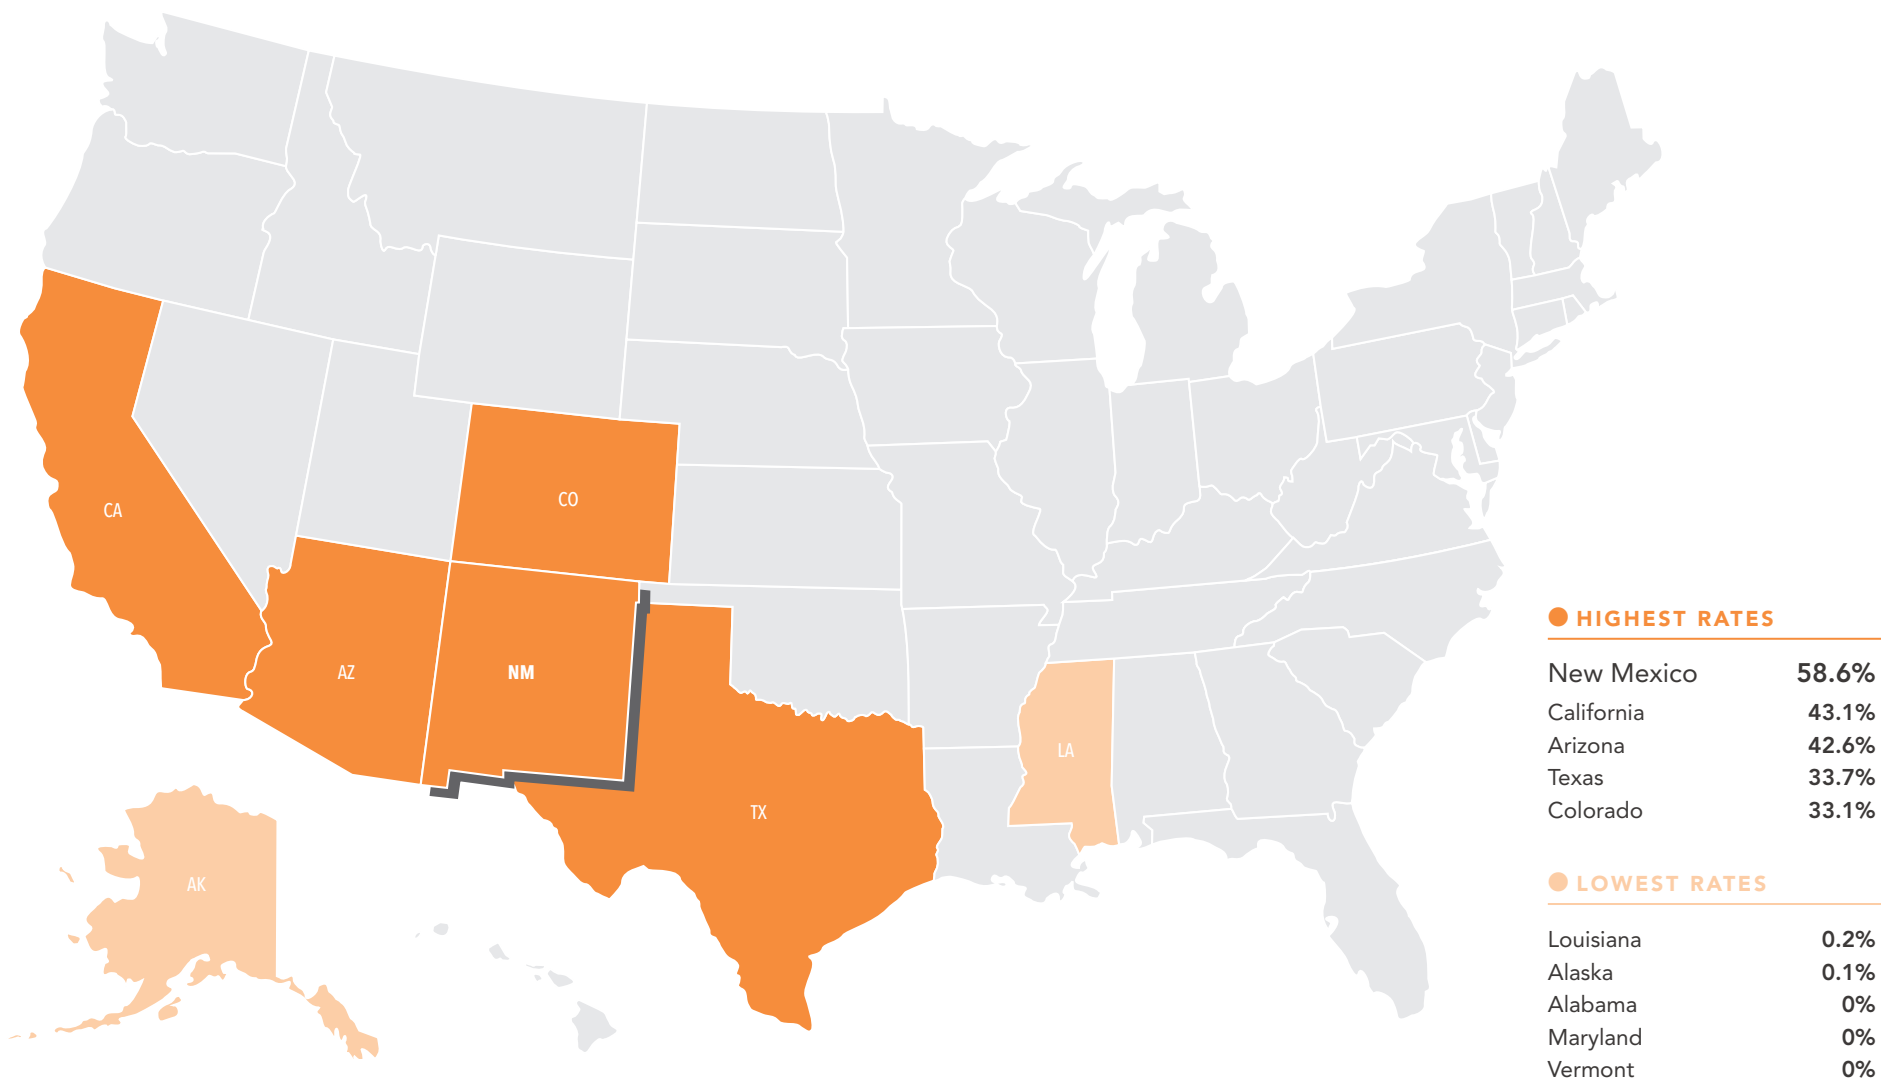 CA
CO
AZ
NM
TX
LA
AK
HIGHEST RATES
New Mexico 58.6%
California 43.1%
Arizona 42.6%
Texas 33.7%
Colorado 33.1%
LOWEST RATES
Louisiana 0.2%
Alaska 0.1%
Alabama 0%
Maryland 0%
Vermont 0%